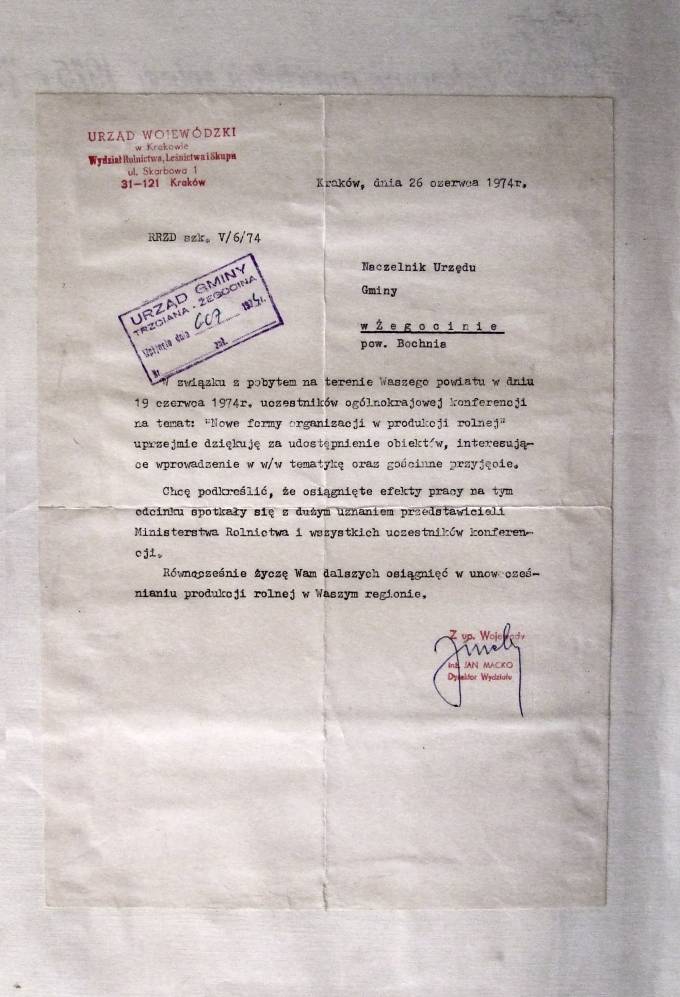 URZĄD WOJEWÓDZKI
w Krakowie
Wydział Rolnictwa, Leśnictwa i Skupu
ul. Skarbowa 1
31-121 Kraków
Kraków, dnia 26 czerwca 1974r.
RRZD szk. V/6/74
Naczelnik Urzędu
Gminy
w Żegocinie
pow. Bochnia
URZĄD GMINY
TRZCIANA - ŻEGOCINA
dnia
Nr zał.
W związku z pobytem na terenie Waszego powiatu w dniu
19 czerwca 1974r. uczestników ogólnokrajowej konferencji
na temat: "Nowe formy organizacji w produkcji rolnej"
uprzejmie dziękuję za udostępnienie obiektów, interesują-
ce wprowadzenie w w/w tematykę oraz gościnne przyjęcie.
Chcę podkreślić, że osiągnięte efekty pracy na tym
odcinku spotkały się z dużym uznaniem przedstawicieli
Ministerstwa Rolnictwa i wszystkich uczestników konferen-
cji.
Równocześnie życzę Wam dalszych osiągnięć w unowocześ-
nianiu produkcji rolnej w Waszym regionie.
Z up. Wojewody
inż. JAN MACKO
Dyrektor Wydziału